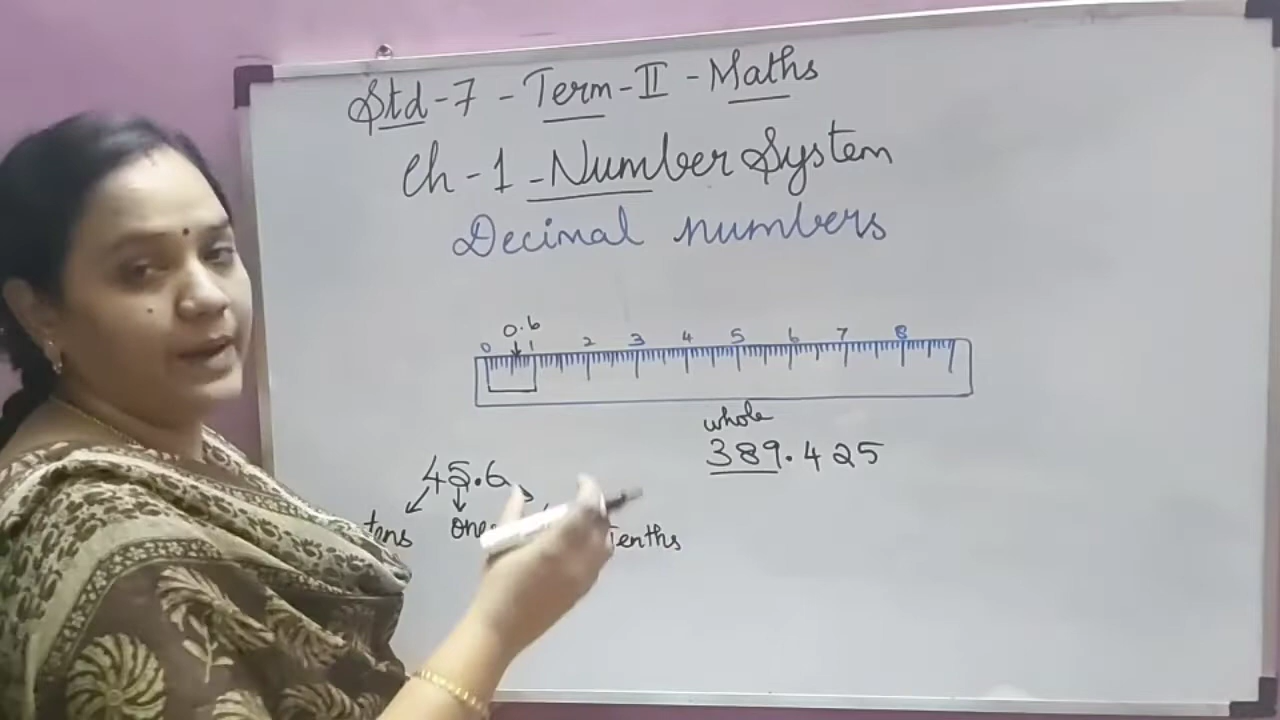 Std-7 - Term-II - Maths
Ch-1 - Number System
Decimal numbers
0.6
0 1 2 3 4 5 6 7 8
whole
389.425
45.6
tens Tenths